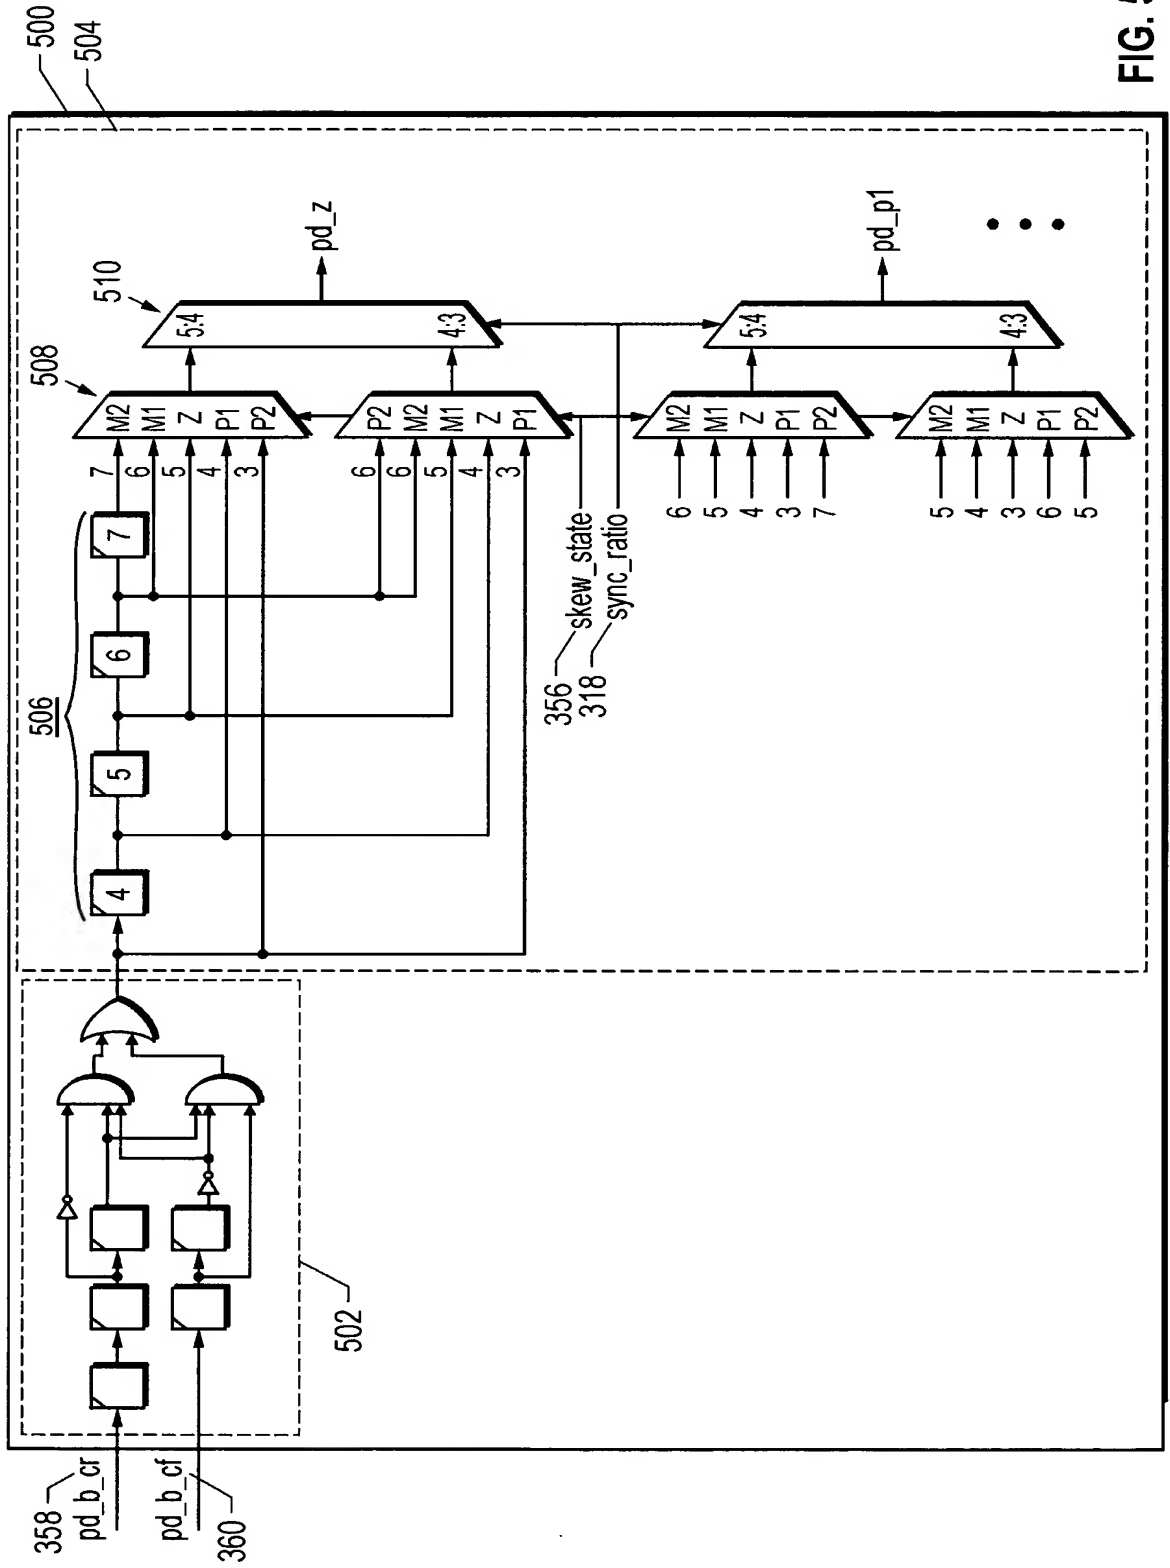 500
504
506
508
510
7
M2
6
M1
5
Z
4
P1
3
P2
5:4
4:3
pd_z
4
5
6
7
6
P2
6
M2
5
M1
4
Z
3
P1
358
pd_b_cr
pd_b_cf
360
502
356
skew_state
318
sync_ratio
6
M2
5
M1
4
Z
3
P1
7
P2
5:4
4:3
pd_p1
5
M2
4
M1
3
Z
6
P1
5
P2
FIG. 5